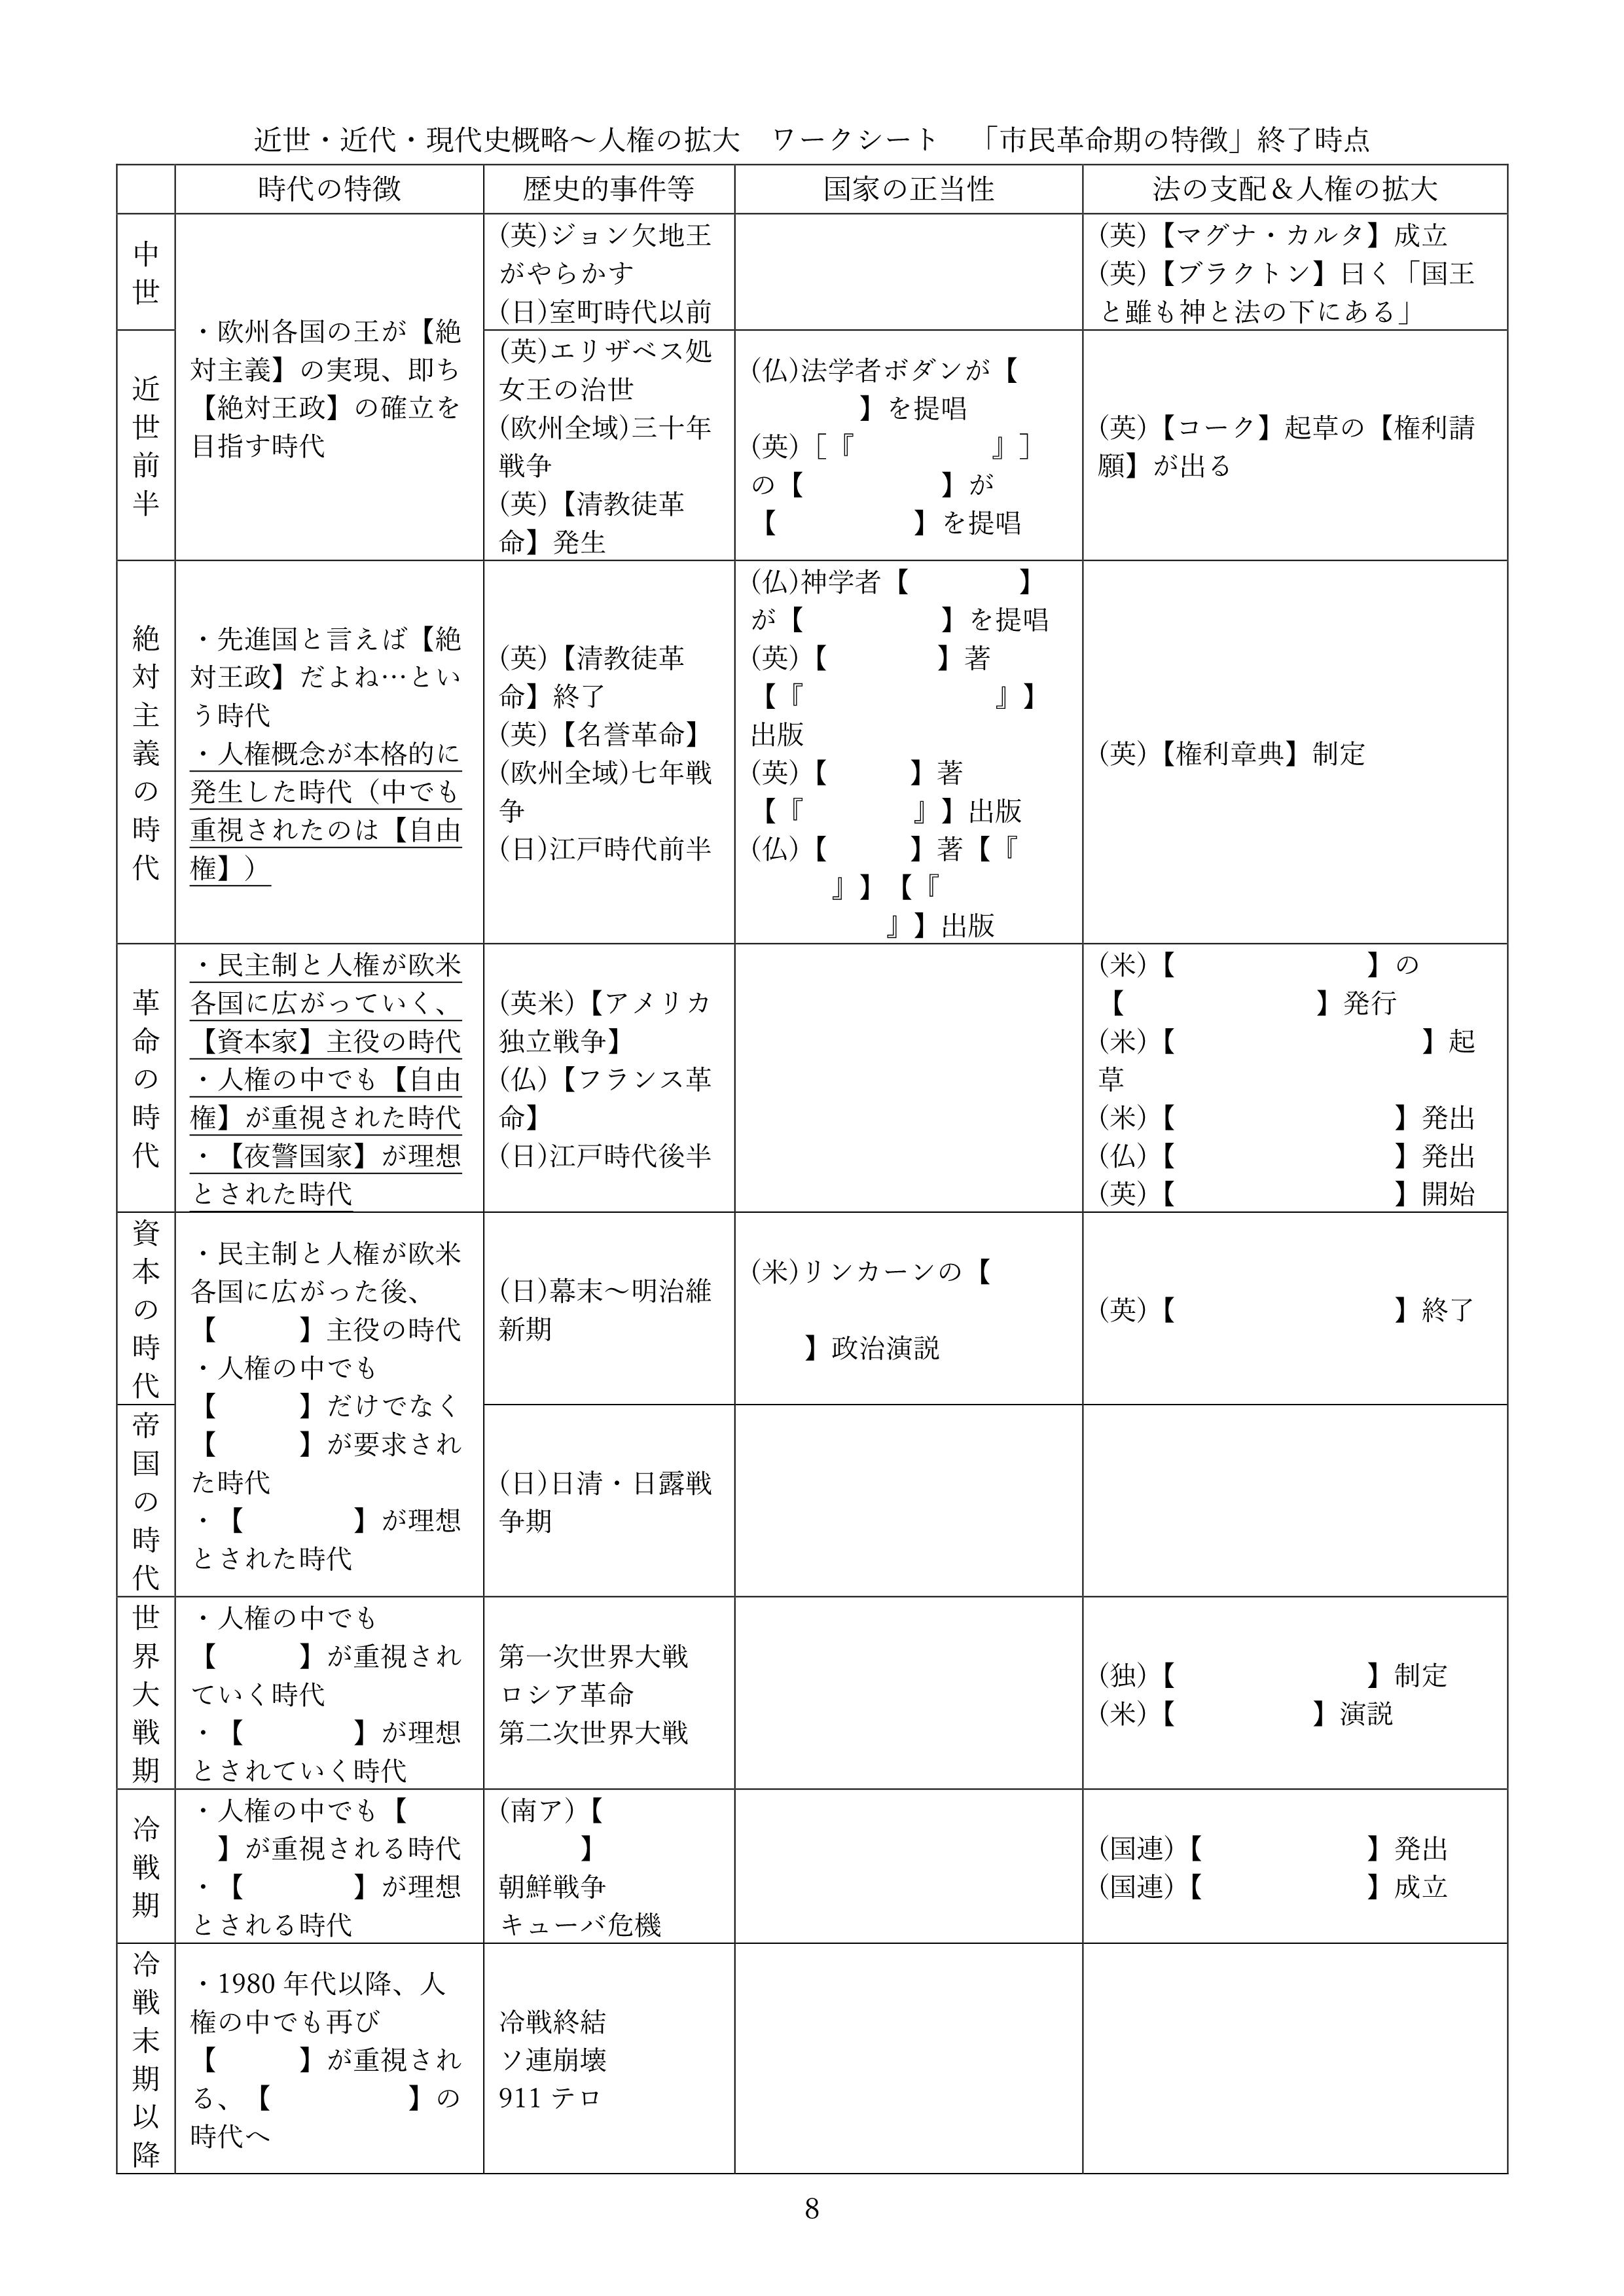 近世・近代・現代史概略～人権の拡大　ワークシート　「市民革命期の特徴」終了時点
時代の特徴
歴史的事件等
国家の正当性
法の支配＆人権の拡大
中世
(英)ジョン欠地王
がやらかす
(日)室町時代以前
(英)【マグナ・カルタ】成立
(英)【ブラクトン】曰く「国王
と雖も神と法の下にある」
・欧州各国の王が【絶
対主義】の実現、即ち
【絶対王政】の確立を
目指す時代
近世前半
(英)エリザベス処
女王の治世
(欧州全域)三十年
戦争
(英)【清教徒革
命】発生
(仏)法学者ボダンが【
　　　　】を提唱
(英)［『　　　　　』］
の【　　　　　】が
【　　　　　】を提唱
(英)【コーク】起草の【権利請
願】が出る
絶対主義の時代
・先進国と言えば【絶
対王政】だよね…とい
う時代
・人権概念が本格的に
発生した時代（中でも
重視されたのは【自由
権】）
(英)【清教徒革
命】終了
(英)【名誉革命】
(欧州全域)七年戦
争
(日)江戸時代前半
(仏)神学者【　　　　】
が【　　　　　】を提唱
(英)【　　　　】著
【『　　　　　　　』】
出版
(英)【　　　】著
【『　　　　』】出版
(仏)【　　　】著【『
　　　』】【『
　　　　　』】出版
(英)【権利章典】制定
革命の時代
・民主制と人権が欧米
各国に広がっていく、
【資本家】主役の時代
・人権の中でも【自由
権】が重視された時代
・【夜警国家】が理想
とされた時代
(英米)【アメリカ
独立戦争】
(仏)【フランス革
命】
(日)江戸時代後半
(米)【　　　　　　　】の
【　　　　　　　】発行
(米)【　　　　　　　　　】起
草
(米)【　　　　　　　　】発出
(仏)【　　　　　　　　】発出
(英)【　　　　　　　　】開始
資本の時代
・民主制と人権が欧米
各国に広がった後、
【　　　】主役の時代
・人権の中でも
【　　　】だけでなく
【　　　】が要求され
た時代
・【　　　　】が理想
とされた時代
(日)幕末～明治維
新期
(米)リンカーンの【
　　】政治演説
(英)【　　　　　　　　】終了
帝国の時代
(日)日清・日露戦
争期
世界大戦期
・人権の中でも
【　　　】が重視され
ていく時代
・【　　　　】が理想
とされていく時代
第一次世界大戦
ロシア革命
第二次世界大戦
(独)【　　　　　　　】制定
(米)【　　　　　】演説
冷戦期
・人権の中でも【
　】が重視される時代
・【　　　　】が理想
とされる時代
(南ア)【
　　　】
朝鮮戦争
キューバ危機
(国連)【　　　　　　】発出
(国連)【　　　　　　】成立
冷戦末期以降
・1980 年代以降、人
権の中でも再び
【　　　】が重視され
る、【　　　　　】の
時代へ
冷戦終結
ソ連崩壊
911 テロ
8